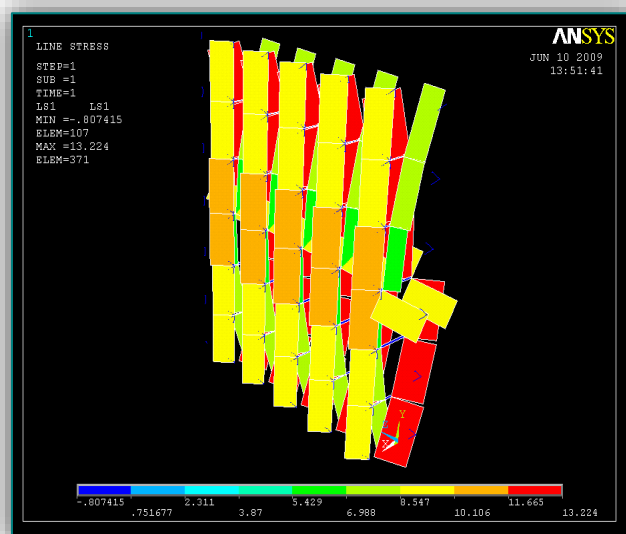 1
ANSYS
LINE STRESS
JUN 10 2009
13:51:41
STEP=1
SUB =1
TIME=1
LS1 LS1
MIN =-.807415
ELEM=107
MAX =13.224
ELEM=371
Y
X
-.807415 2.311 5.429 8.547 11.665
.751677 3.87 6.988 10.106 13.224